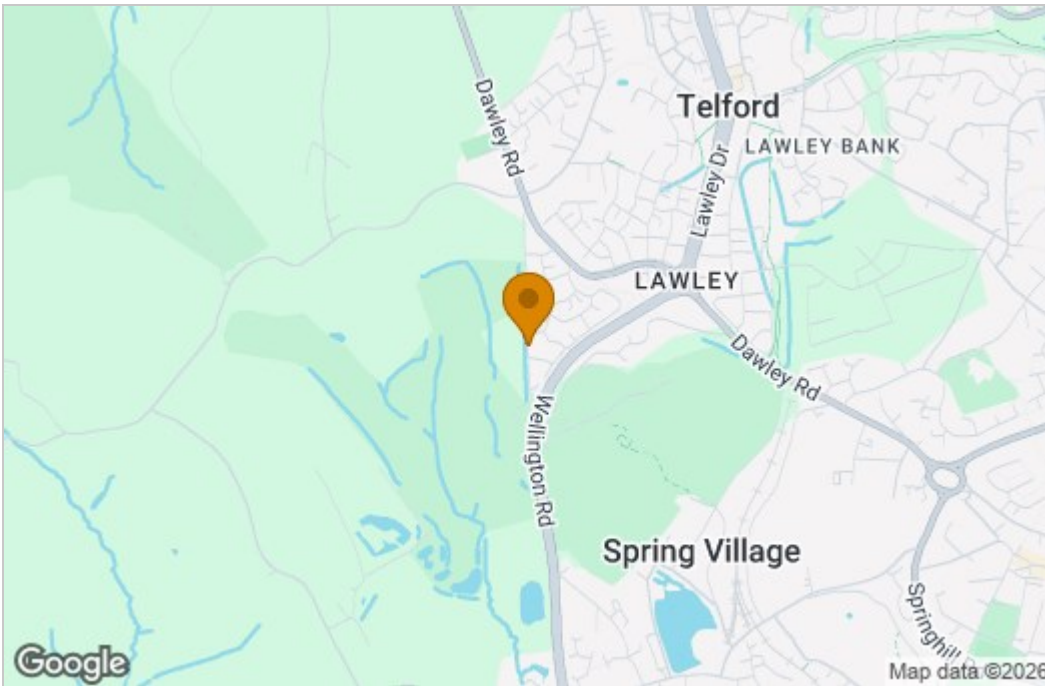 Dawley Rd
Telford
LAWLEY BANK
Lawley Dr
LAWLEY
Dawley Rd
Wellington Rd
Spring Village
Springhill
Google
Map data ©2026